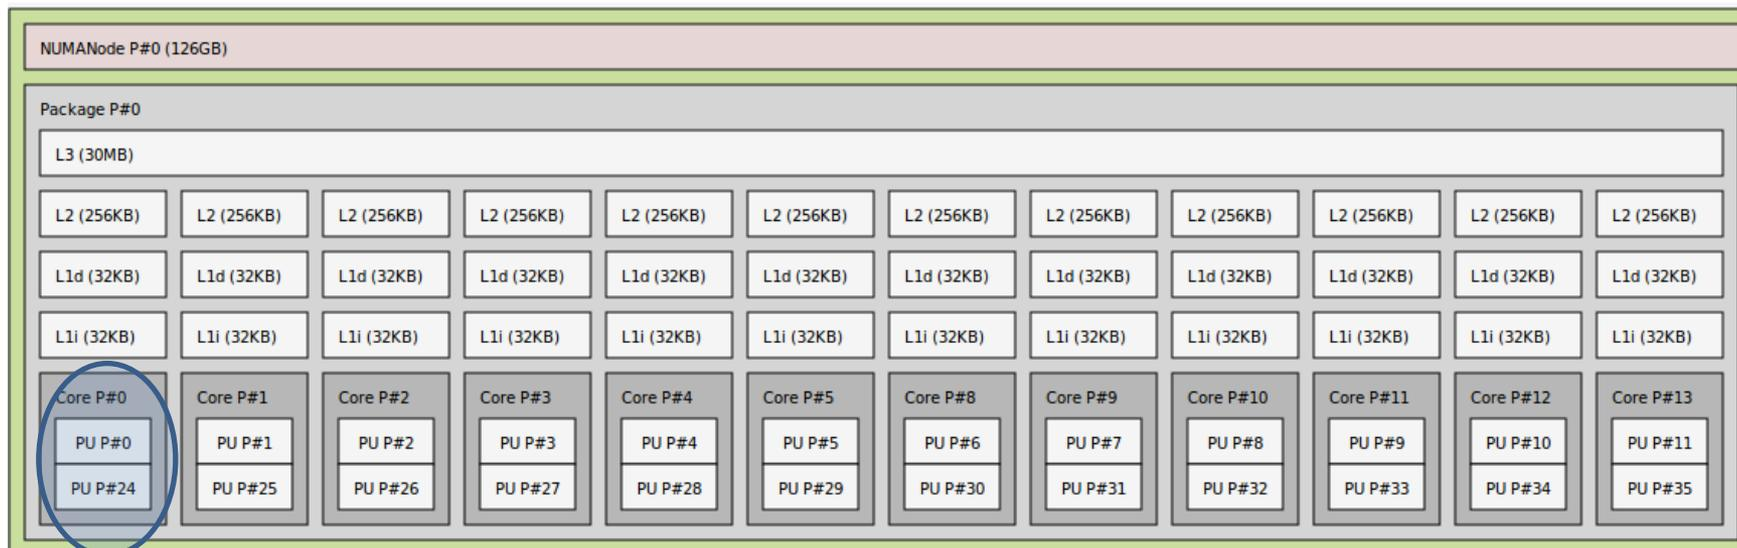 NUMANode P#0 (126GB)
Package P#0
L3 (30MB)
L2 (256KB) L2 (256KB) L2 (256KB) L2 (256KB) L2 (256KB) L2 (256KB) L2 (256KB) L2 (256KB) L2 (256KB) L2 (256KB) L2 (256KB) L2 (256KB)
L1d (32KB) L1d (32KB) L1d (32KB) L1d (32KB) L1d (32KB) L1d (32KB) L1d (32KB) L1d (32KB) L1d (32KB) L1d (32KB) L1d (32KB) L1d (32KB)
L1i (32KB) L1i (32KB) L1i (32KB) L1i (32KB) L1i (32KB) L1i (32KB) L1i (32KB) L1i (32KB) L1i (32KB) L1i (32KB) L1i (32KB) L1i (32KB)
Core P#0 Core P#1 Core P#2 Core P#3 Core P#4 Core P#5 Core P#8 Core P#9 Core P#10 Core P#11 Core P#12 Core P#13
PU P#0 PU P#1 PU P#2 PU P#3 PU P#4 PU P#5 PU P#6 PU P#7 PU P#8 PU P#9 PU P#10 PU P#11
PU P#24 PU P#25 PU P#26 PU P#27 PU P#28 PU P#29 PU P#30 PU P#31 PU P#32 PU P#33 PU P#34 PU P#35